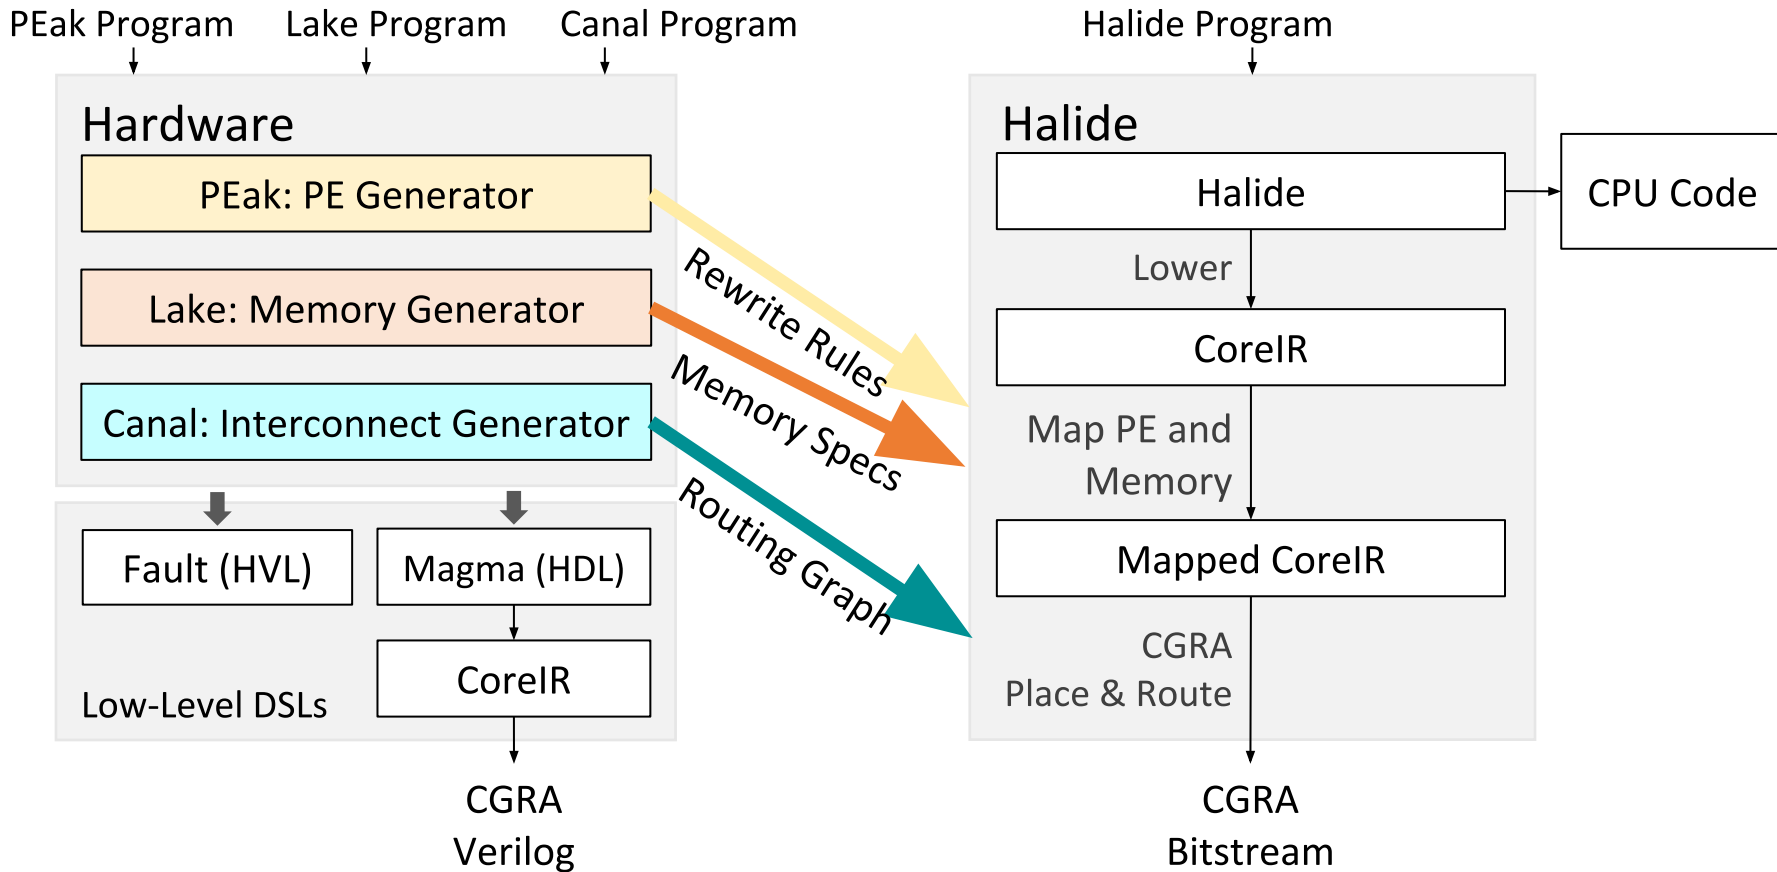 PEak Program
Lake Program
Canal Program
Halide Program
Hardware
PEak: PE Generator
Lake: Memory Generator
Canal: Interconnect Generator
Fault (HVL)
Magma (HDL)
CoreIR
Low-Level DSLs
CGRA
Verilog
Rewrite Rules
Memory Specs
Routing Graph
Halide
Halide
CPU Code
Lower
CoreIR
Map PE and
Memory
Mapped CoreIR
CGRA
Place & Route
CGRA
Bitstream